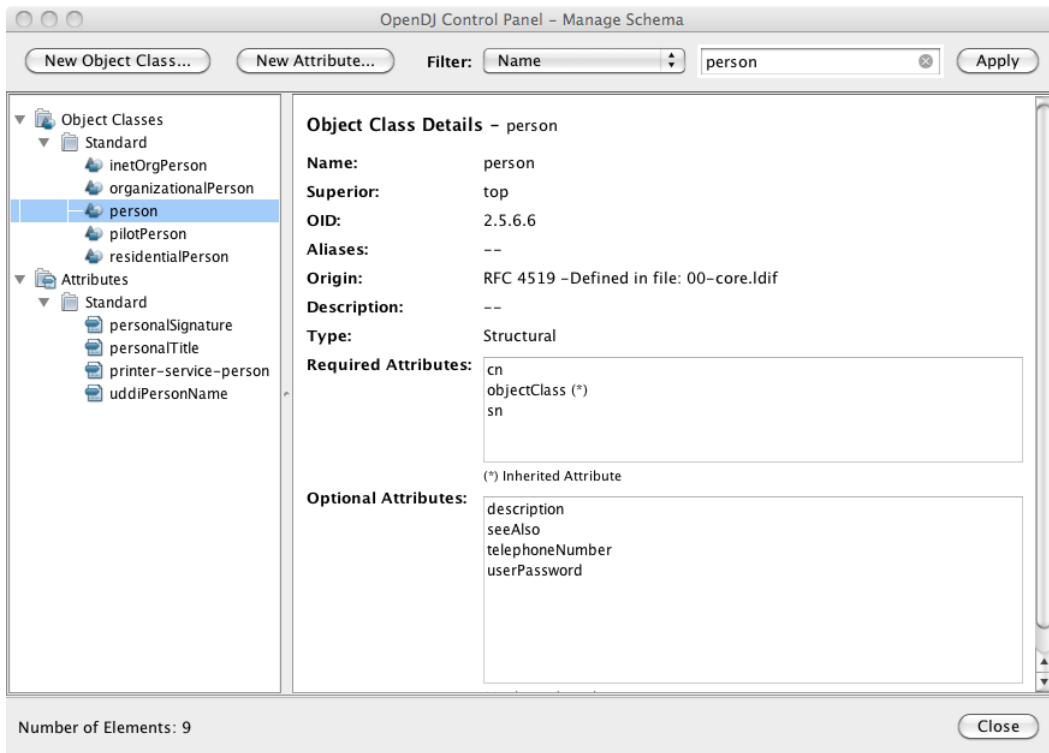 OpenDJ Control Panel – Manage Schema
New Object Class... New Attribute... Filter: Name person Apply
Object Classes
Standard
inetOrgPerson
organizationalPerson
person
pilotPerson
residentialPerson
Attributes
Standard
personalSignature
personalTitle
printer-service-person
uddiPersonName
Object Class Details – person
Name: person
Superior: top
OID: 2.5.6.6
Aliases: --
Origin: RFC 4519 -Defined in file: 00-core.ldif
Description: --
Type: Structural
Required Attributes:
cn
objectClass (*)
sn
(*) Inherited Attribute
Optional Attributes:
description
seeAlso
telephoneNumber
userPassword
Number of Elements: 9 Close